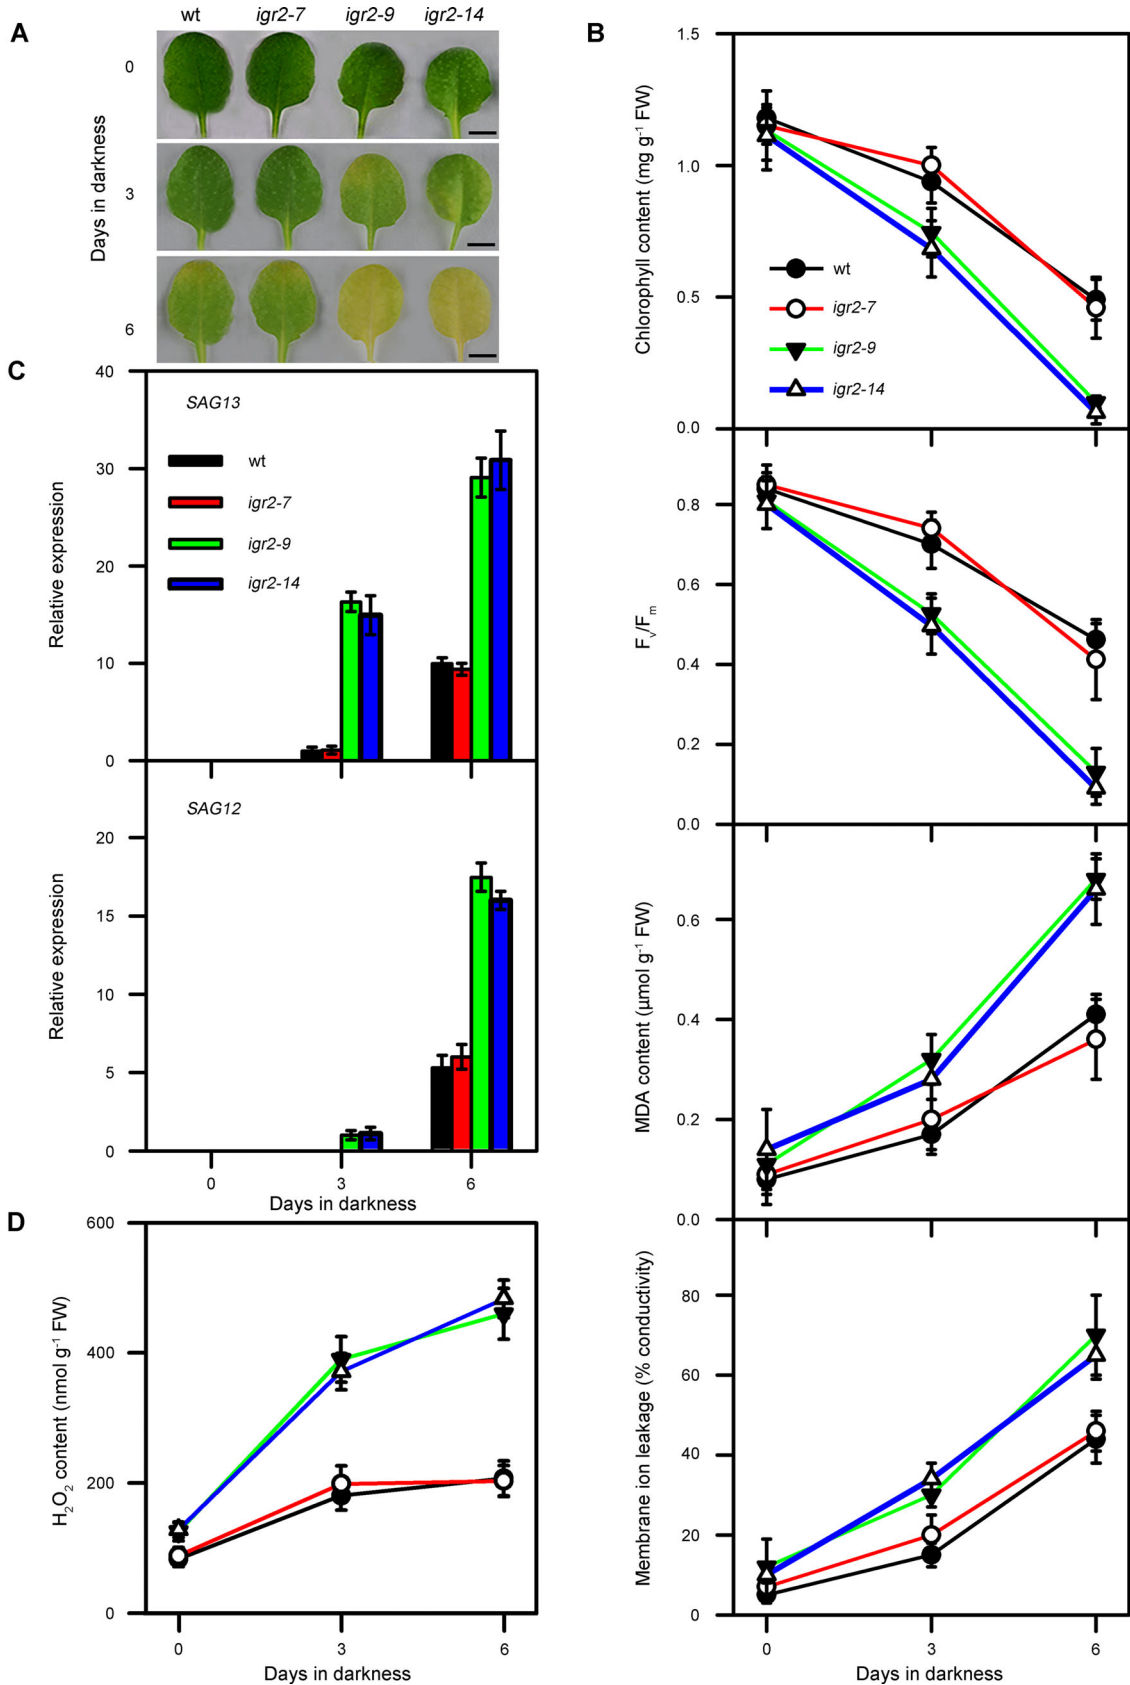 A
wt igr2-7 igr2-9 igr2-14
Days in darkness
0
3
6
B
Chlorophyll content (mg g⁻¹ FW)
1.5
1.0
0.5
0.0
wt
igr2-7
igr2-9
igr2-14
Fv/Fm
0.8
0.6
0.4
0.2
0.0
MDA content (µmol g⁻¹ FW)
0.6
0.4
0.2
0.0
Membrane ion leakage (% conductivity)
80
60
40
20
0
0 3 6
Days in darkness
C
SAG13
Relative expression
40
30
20
10
0
wt
igr2-7
igr2-9
igr2-14
SAG12
Relative expression
20
15
10
5
0
0 3 6
Days in darkness
D
H₂O₂ content (nmol g⁻¹ FW)
600
400
200
0
0 3 6
Days in darkness